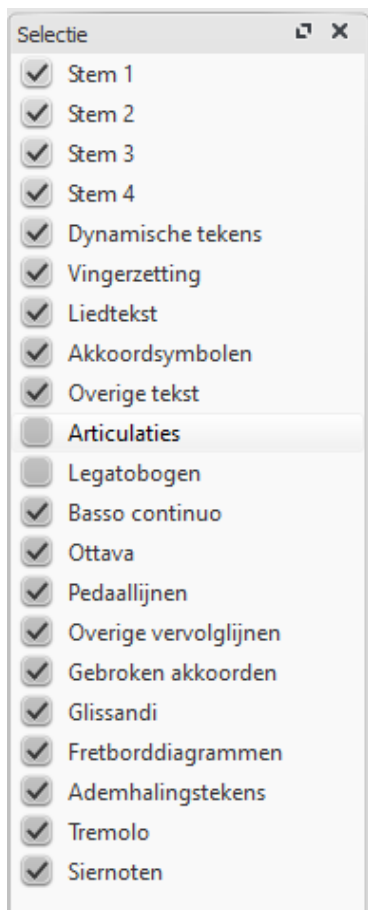 Selectie
Stem 1
Stem 2
Stem 3
Stem 4
Dynamische tekens
Vingerzetting
Liedtekst
Akkoordsymbolen
Overige tekst
Articulaties
Legatobogen
Basso continuo
Ottava
Pedaallijnen
Overige vervolglijnen
Gebroken akkoorden
Glissandi
Fretborddiagrammen
Ademhalingstekens
Tremolo
Siernoten